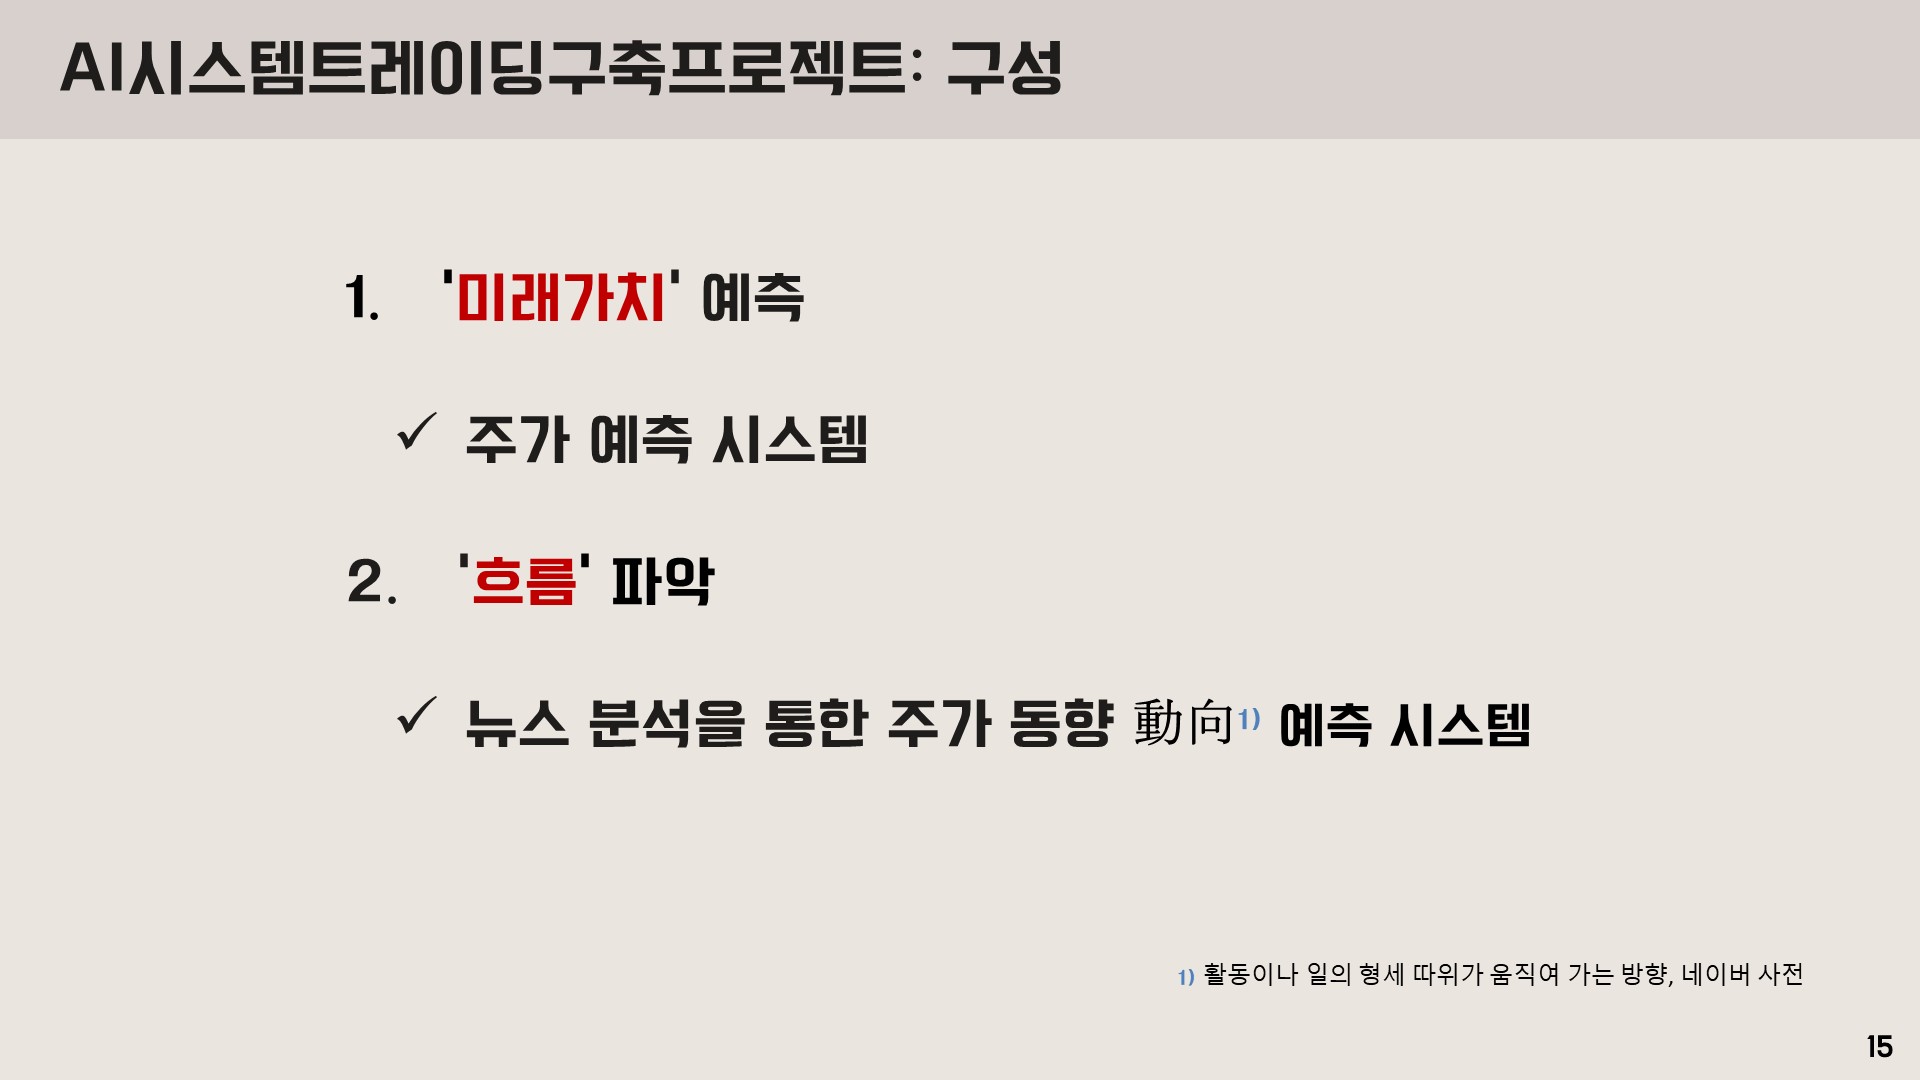 AI시스템트레이딩구축프로젝트: 구성
1. '미래가치' 예측
✓ 주가 예측 시스템
2. '흐름' 파악
✓ 뉴스 분석을 통한 주가 동향 動向1) 예측 시스템
1) 활동이나 일의 형세 따위가 움직여 가는 방향, 네이버 사전
15